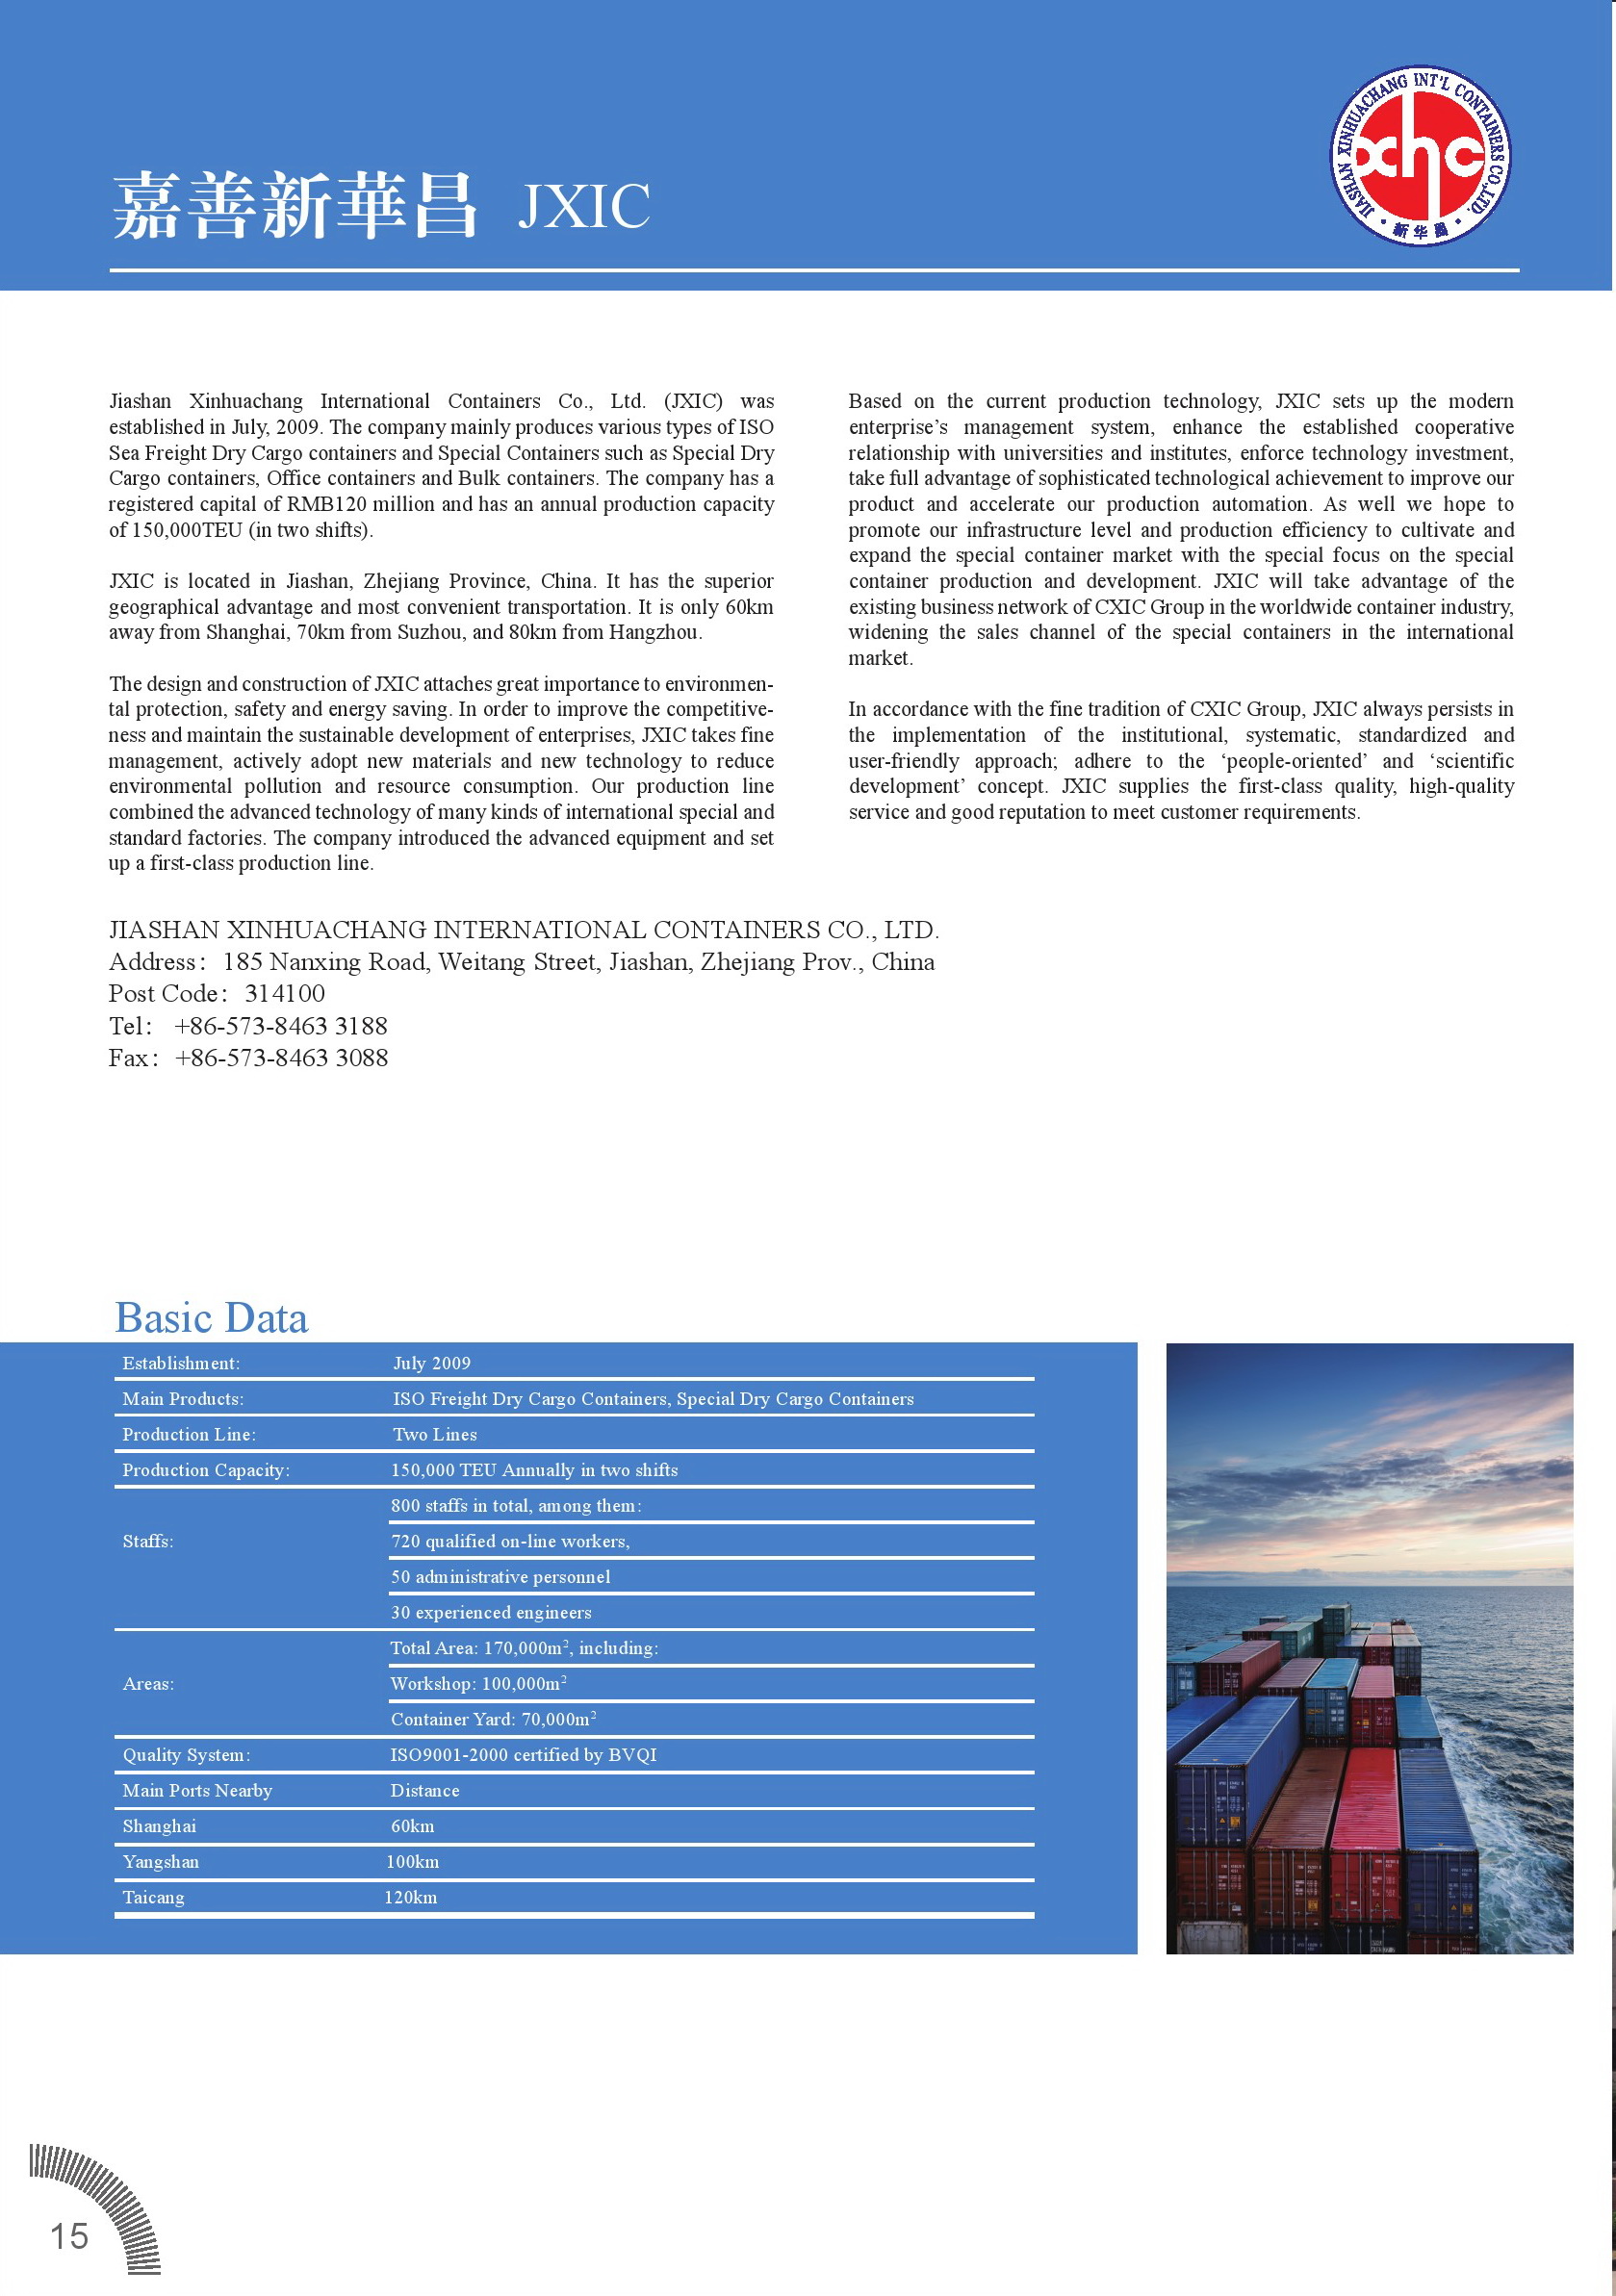 嘉善新華昌 JXIC
JIASHAN XINHUACHANG INT'L CONTAINERS CO.,LTD.
xhc
新华昌
Jiashan Xinhuachang International Containers Co., Ltd. (JXIC) was
established in July, 2009. The company mainly produces various types of ISO
Sea Freight Dry Cargo containers and Special Containers such as Special Dry
Cargo containers, Office containers and Bulk containers. The company has a
registered capital of RMB120 million and has an annual production capacity
of 150,000TEU (in two shifts).
JXIC is located in Jiashan, Zhejiang Province, China. It has the superior
geographical advantage and most convenient transportation. It is only 60km
away from Shanghai, 70km from Suzhou, and 80km from Hangzhou.
The design and construction of JXIC attaches great importance to environmen-
tal protection, safety and energy saving. In order to improve the competitive-
ness and maintain the sustainable development of enterprises, JXIC takes fine
management, actively adopt new materials and new technology to reduce
environmental pollution and resource consumption. Our production line
combined the advanced technology of many kinds of international special and
standard factories. The company introduced the advanced equipment and set
up a first-class production line.
Based on the current production technology, JXIC sets up the modern
enterprise’s management system, enhance the established cooperative
relationship with universities and institutes, enforce technology investment,
take full advantage of sophisticated technological achievement to improve our
product and accelerate our production automation. As well we hope to
promote our infrastructure level and production efficiency to cultivate and
expand the special container market with the special focus on the special
container production and development. JXIC will take advantage of the
existing business network of CXIC Group in the worldwide container industry,
widening the sales channel of the special containers in the international
market.
In accordance with the fine tradition of CXIC Group, JXIC always persists in
the implementation of the institutional, systematic, standardized and
user-friendly approach; adhere to the ‘people-oriented’ and ‘scientific
development’ concept. JXIC supplies the first-class quality, high-quality
service and good reputation to meet customer requirements.
JIASHAN XINHUACHANG INTERNATIONAL CONTAINERS CO., LTD.
Address： 185 Nanxing Road, Weitang Street, Jiashan, Zhejiang Prov., China
Post Code： 314100
Tel： +86-573-8463 3188
Fax： +86-573-8463 3088
Basic Data
Establishment: July 2009
Main Products: ISO Freight Dry Cargo Containers, Special Dry Cargo Containers
Production Line: Two Lines
Production Capacity: 150,000 TEU Annually in two shifts
800 staffs in total, among them:
Staffs: 720 qualified on-line workers,
50 administrative personnel
30 experienced engineers
Total Area: 170,000m², including:
Areas: Workshop: 100,000m²
Container Yard: 70,000m²
Quality System: ISO9001-2000 certified by BVQI
Main Ports Nearby Distance
Shanghai 60km
Yangshan 100km
Taicang 120km
15